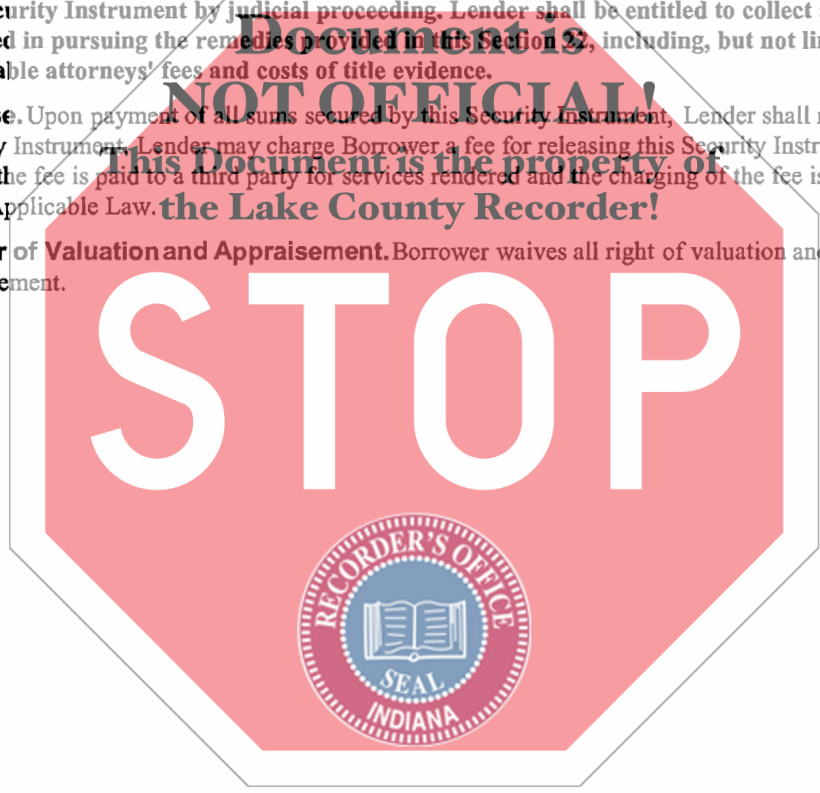 curity Instrument by judicial proceeding. Lender shall be entitled to collect
Document is
d in pursuing the remedies provided in this Section 22, including, but not
able attorneys' fees and costs of title evidence.
NOT OFFICIAL!
e. Upon payment of all sums secured by this Security Instrument, Lender shall
y Instrument. Lender may charge Borrower a fee for releasing this Security
This Document is the property of
he fee is paid to a third party for services rendered and the charging of the fee is
Applicable Law.
the Lake County Recorder!
r of Valuation and Appraisement. Borrower waives all right of valuation
ement.
STOP
RECORDER'S OFFICE
SEAL
INDIANA